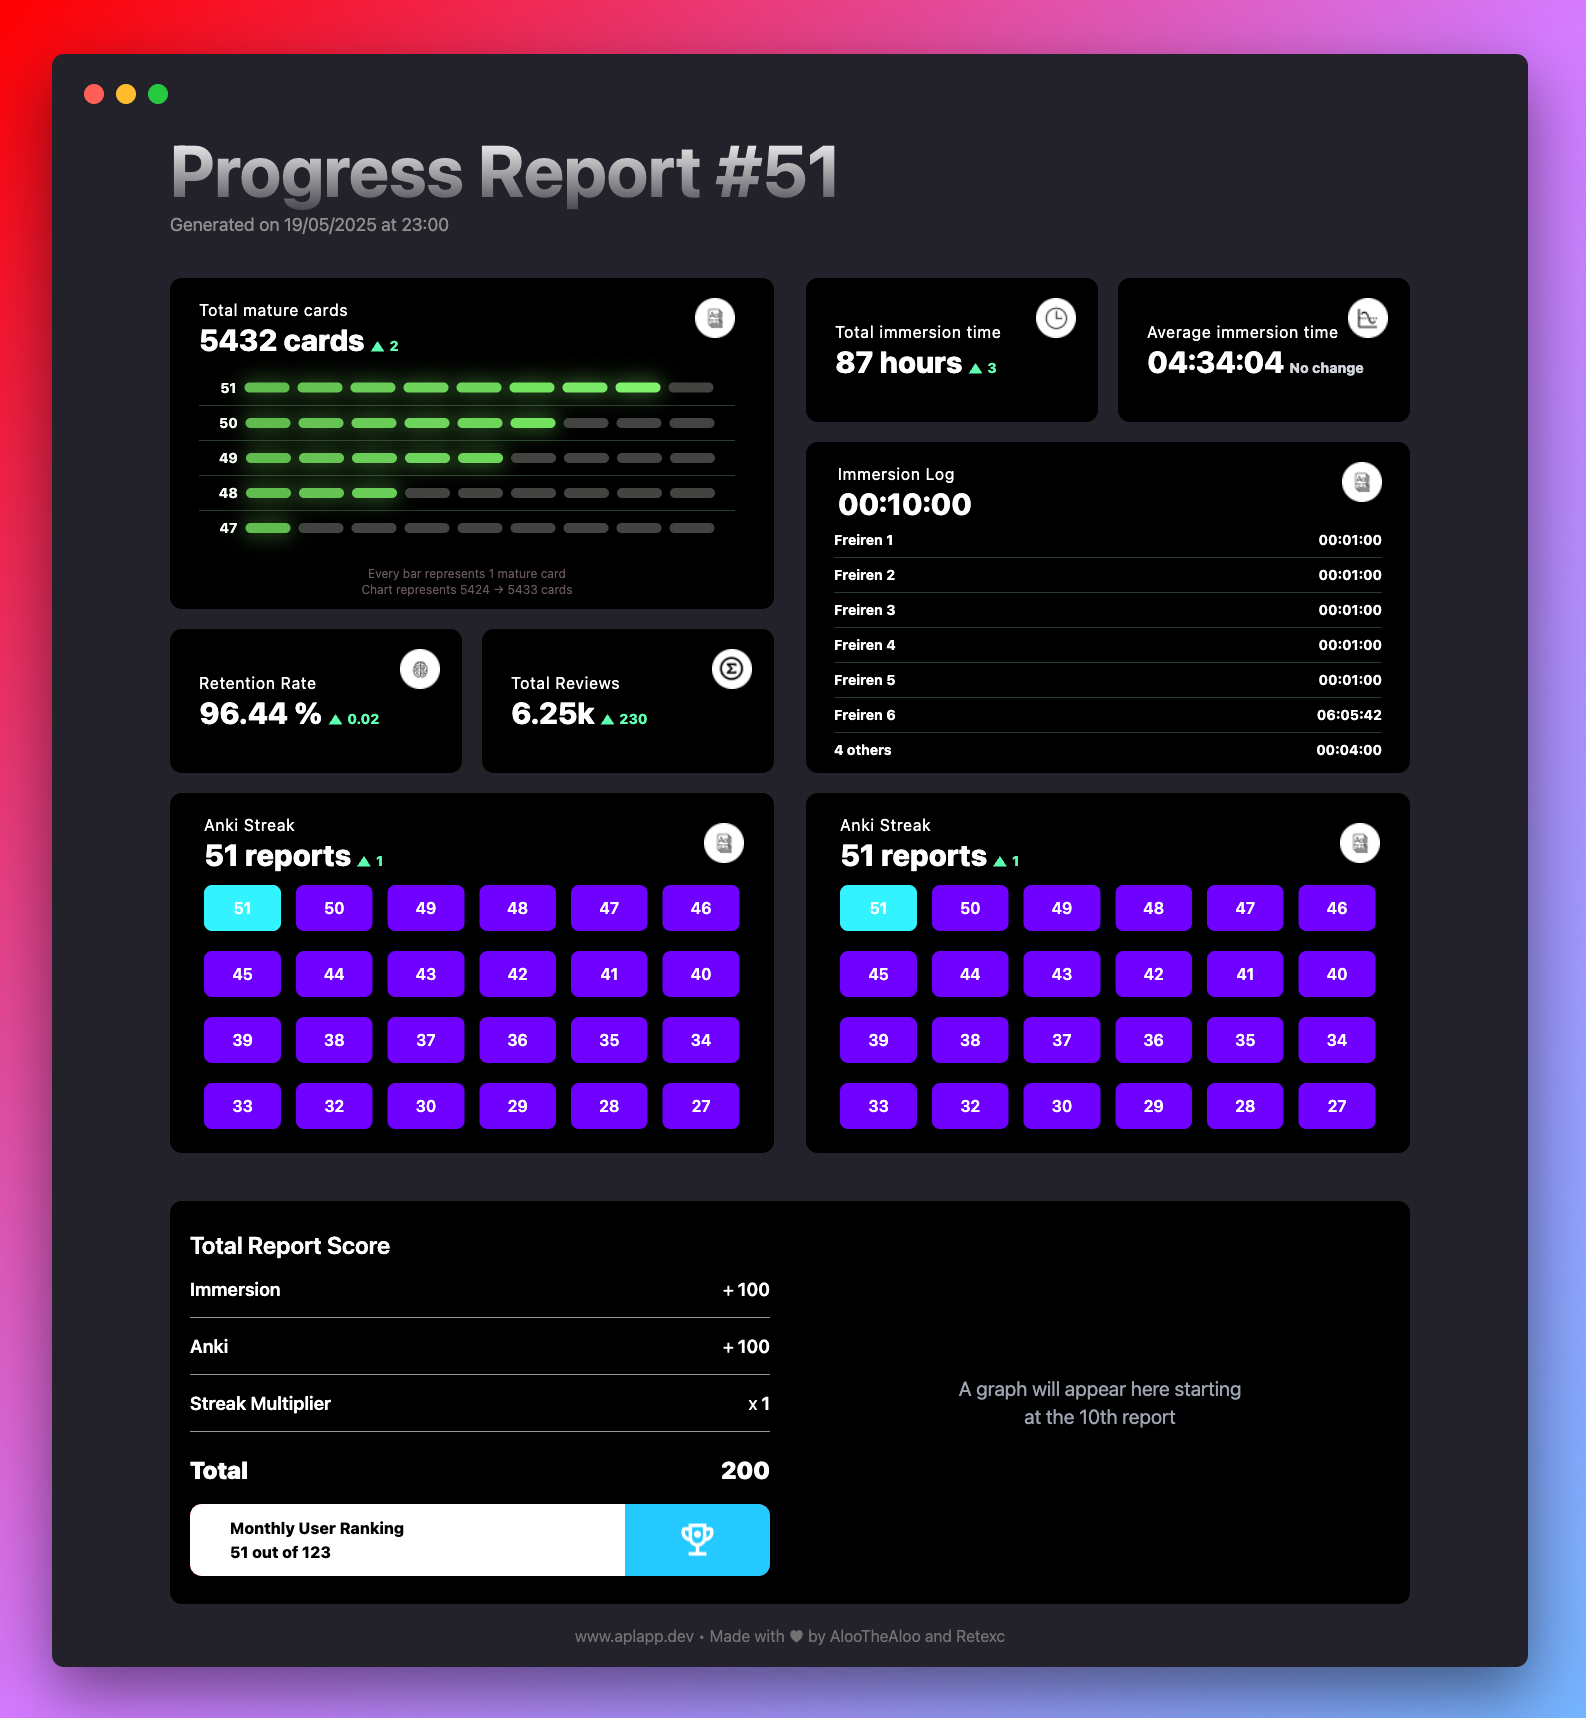 Progress Report #51
Generated on 19/05/2025 at 23:00
Total mature cards
5432 cards ▲ 2
51
50
49
48
47
Every bar represents 1 mature card
Chart represents 5424 → 5433 cards
Total immersion time
87 hours ▲ 3
Average immersion time
04:34:04 No change
Immersion Log
00:10:00
Freiren 1 00:01:00
Freiren 2 00:01:00
Freiren 3 00:01:00
Freiren 4 00:01:00
Freiren 5 00:01:00
Freiren 6 06:05:42
4 others 00:04:00
Retention Rate
96.44 % ▲ 0.02
Total Reviews
6.25k ▲ 230
Anki Streak
51 reports ▲ 1
51 50 49 48 47 46
45 44 43 42 41 40
39 38 37 36 35 34
33 32 30 29 28 27
Anki Streak
51 reports ▲ 1
51 50 49 48 47 46
45 44 43 42 41 40
39 38 37 36 35 34
33 32 30 29 28 27
Total Report Score
Immersion + 100
Anki + 100
Streak Multiplier x 1
Total 200
Monthly User Ranking
51 out of 123
A graph will appear here starting
at the 10th report
www.aplapp.dev • Made with ♥ by AlooTheAloo and Retexc